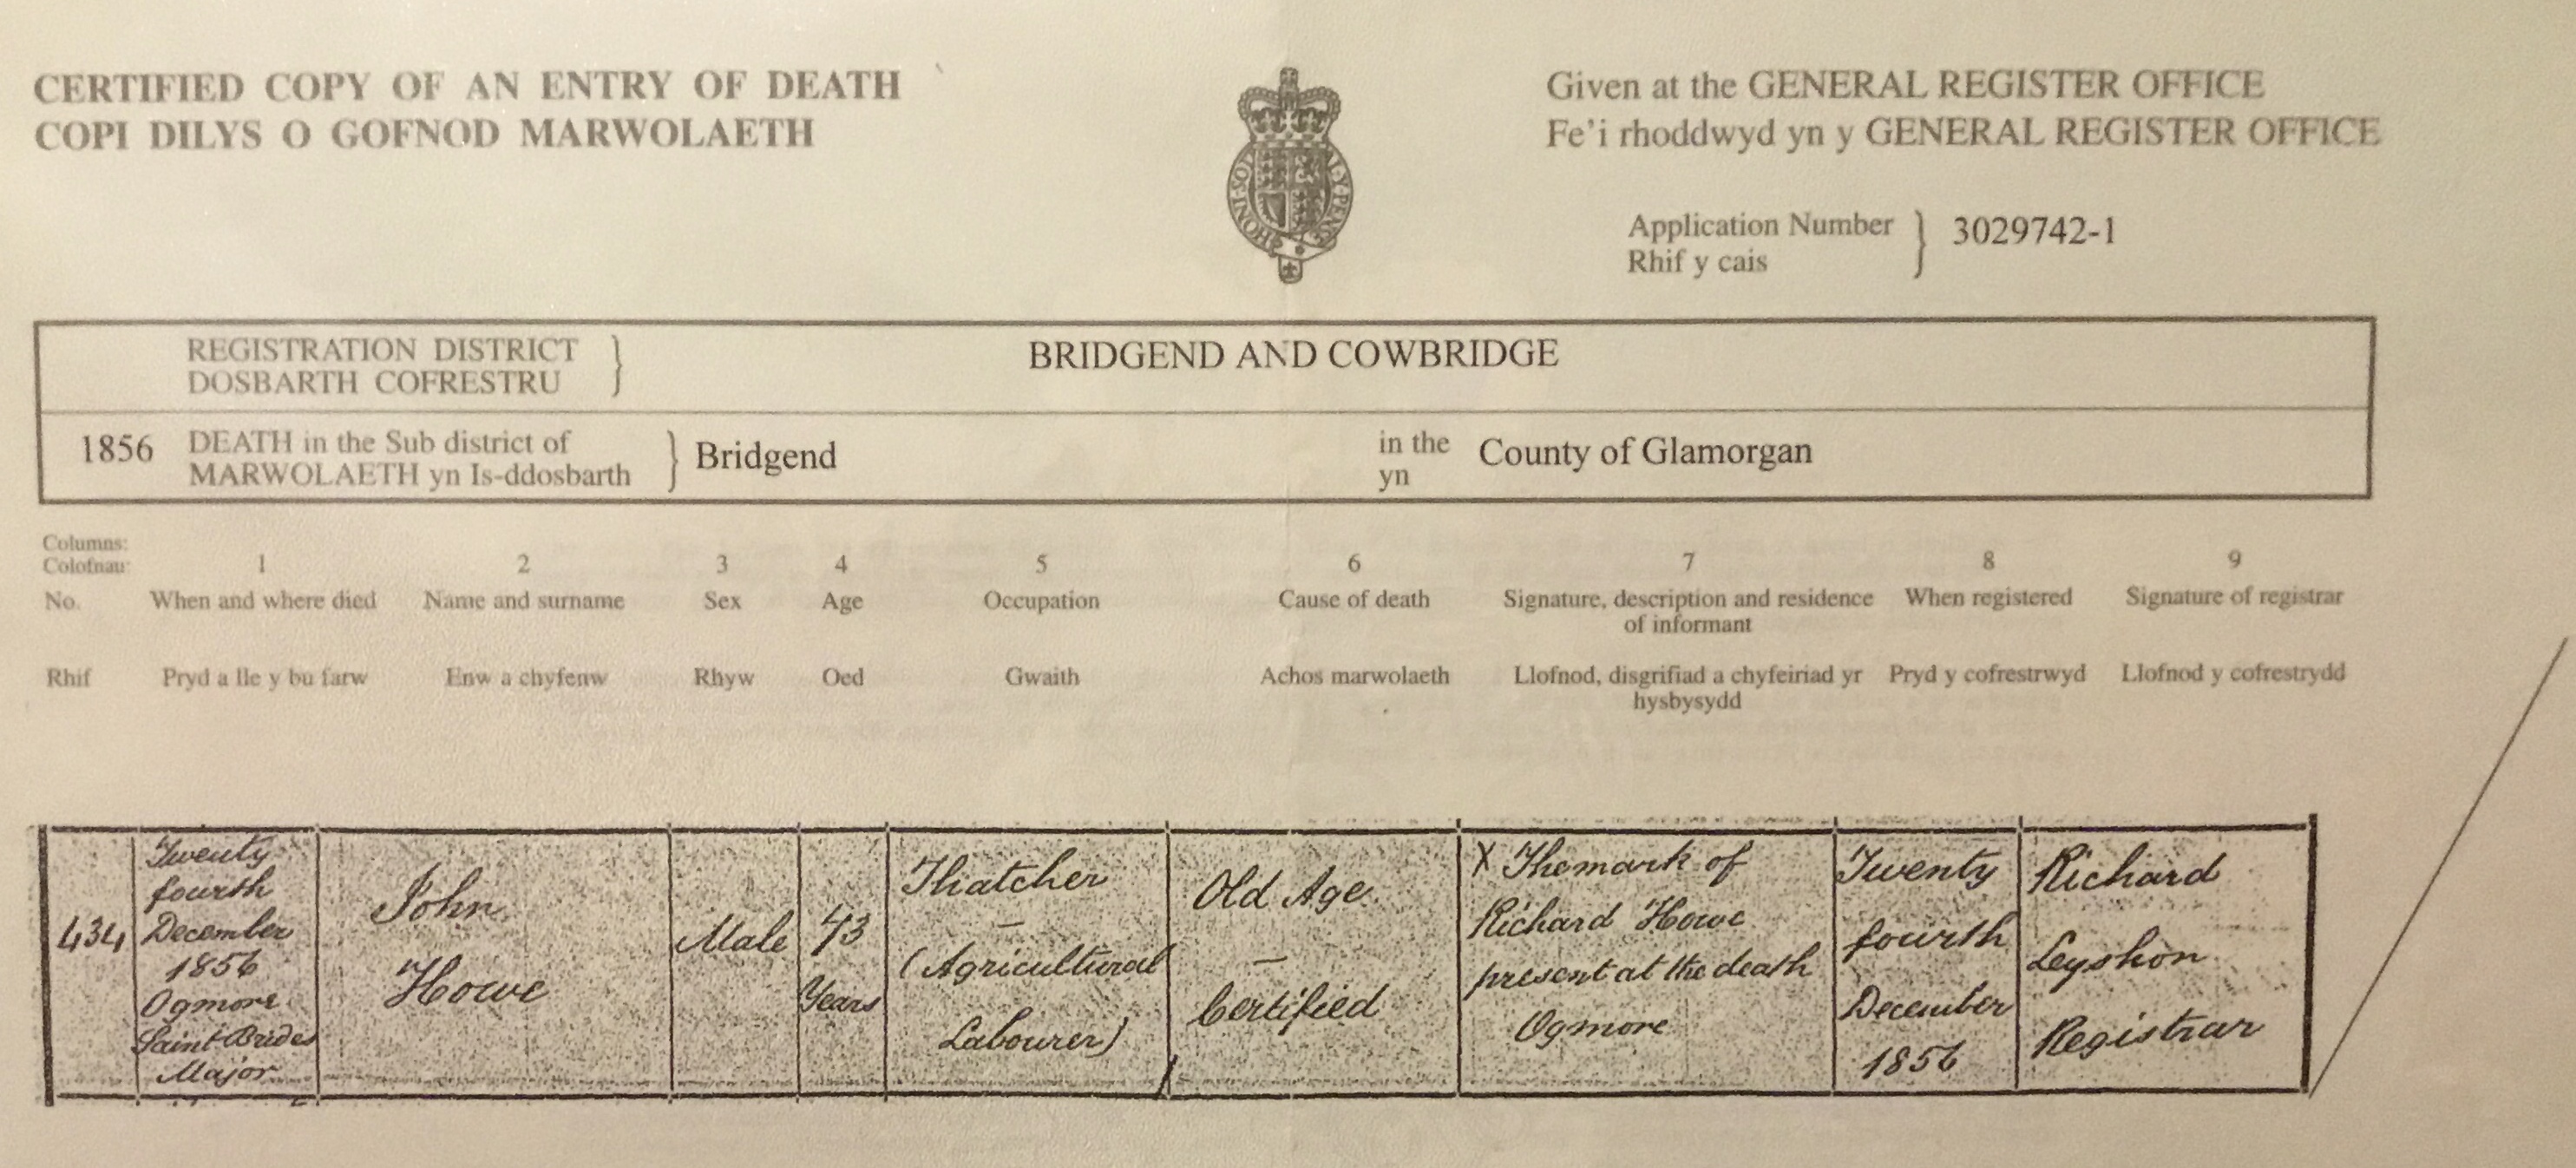 CERTIFIED COPY OF AN ENTRY OF DEATH
COPI DILYS O GOFNOD MARWOLAETH
Given at the GENERAL REGISTER OFFICE
Fe'i rhoddwyd yn y GENERAL REGISTER OFFICE
Application Number
Rhif y cais
3029742-1
REGISTRATION DISTRICT
DOSBARTH COFRESTRU
BRIDGEND AND COWBRIDGE
1856
DEATH in the Sub district of
MARWOLAETH yn Is-ddosbarth
Bridgend
in the
yn
County of Glamorgan
Columns:
Colofnau:
1 2 3 4 5 6 7 8 9
No. When and where died Name and surname Sex Age Occupation Cause of death Signature, description and residence When registered Signature of registrar
of informant
Rhif Pryd a lle y bu farw Enw a chyfenw Rhyw Oed Gwaith Achos marwolaeth Llofnod, disgrifiad a chyfeiriad yr Pryd y cofrestrwyd Llofnod y cofrestrydd
hysbysydd
434
Twenty
fourth
December
1856
Ogmore
Saint Brides
Major
John
Howe
Male
Years
Thatcher
—
(Agricultural
Labourer)
Old Age
—
Certified
X The mark of
Richard Howe
present at the death
Ogmore
Twenty
fourth
December
1856
Richard
Leyshon
Registrar